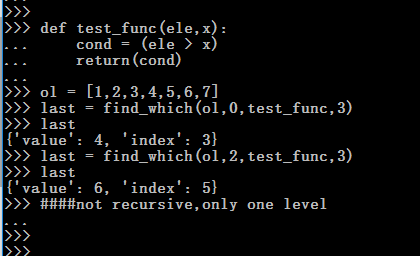 >>>
>>> def test_func(ele,x):
...     cond = (ele > x)
...     return(cond)
...
>>> ol = [1,2,3,4,5,6,7]
>>> last = find_which(ol,0,test_func,3)
>>> last
{'value': 4, 'index': 3}
>>> last = find_which(ol,2,test_func,3)
>>> last
{'value': 6, 'index': 5}
>>> ####not recursive,only one level
...
>>>
>>>